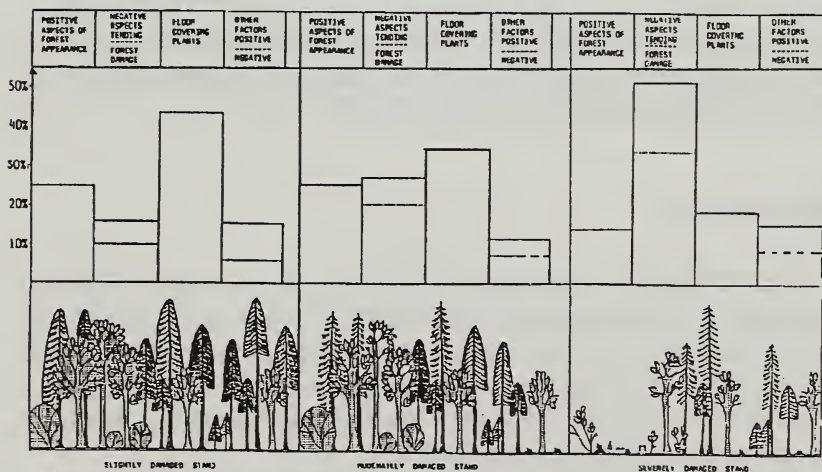 POSITIVE
ASPECTS OF
FOREST
APPEARANCE
NEGATIVE
ASPECTS
TENDING
FOREST
DAMAGE
FLOOR
COVERING
PLANTS
OTHER
FACTORS
POSITIVE
NEGATIVE
POSITIVE
ASPECTS OF
FOREST
APPEARANCE
NEGATIVE
ASPECTS
TENDING
FOREST
DAMAGE
FLOOR
COVERING
PLANTS
OTHER
FACTORS
POSITIVE
NEGATIVE
POSITIVE
ASPECTS OF
FOREST
APPEARANCE
NEGATIVE
ASPECTS
TENDING
FOREST
DAMAGE
FLOOR
COVERING
PLANTS
OTHER
FACTORS
POSITIVE
NEGATIVE
50%
40%
30%
20%
10%
SLIGHTLY DAMAGED STAND
DAMAGED STAND
SEVERELY DAMAGED STAND